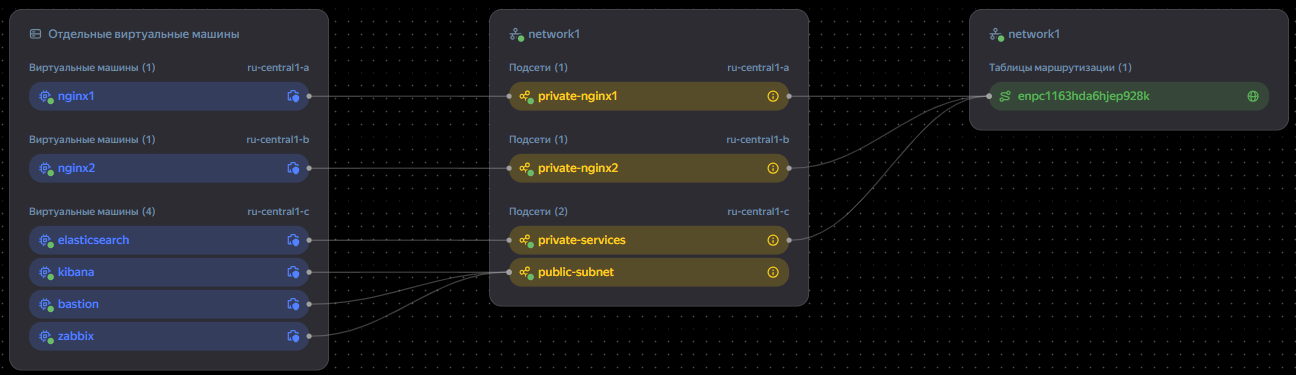 Отдельные виртуальные машины
Виртуальные машины (1) ru-central1-a
nginx1
Виртуальные машины (1) ru-central1-b
nginx2
Виртуальные машины (4) ru-central1-c
elasticsearch
kibana
bastion
zabbix
network1
Подсети (1) ru-central1-a
private-nginx1
Подсети (1) ru-central1-b
private-nginx2
Подсети (2) ru-central1-c
private-services
public-subnet
network1
Таблицы маршрутизации (1)
enpc1163hda6hjep928k